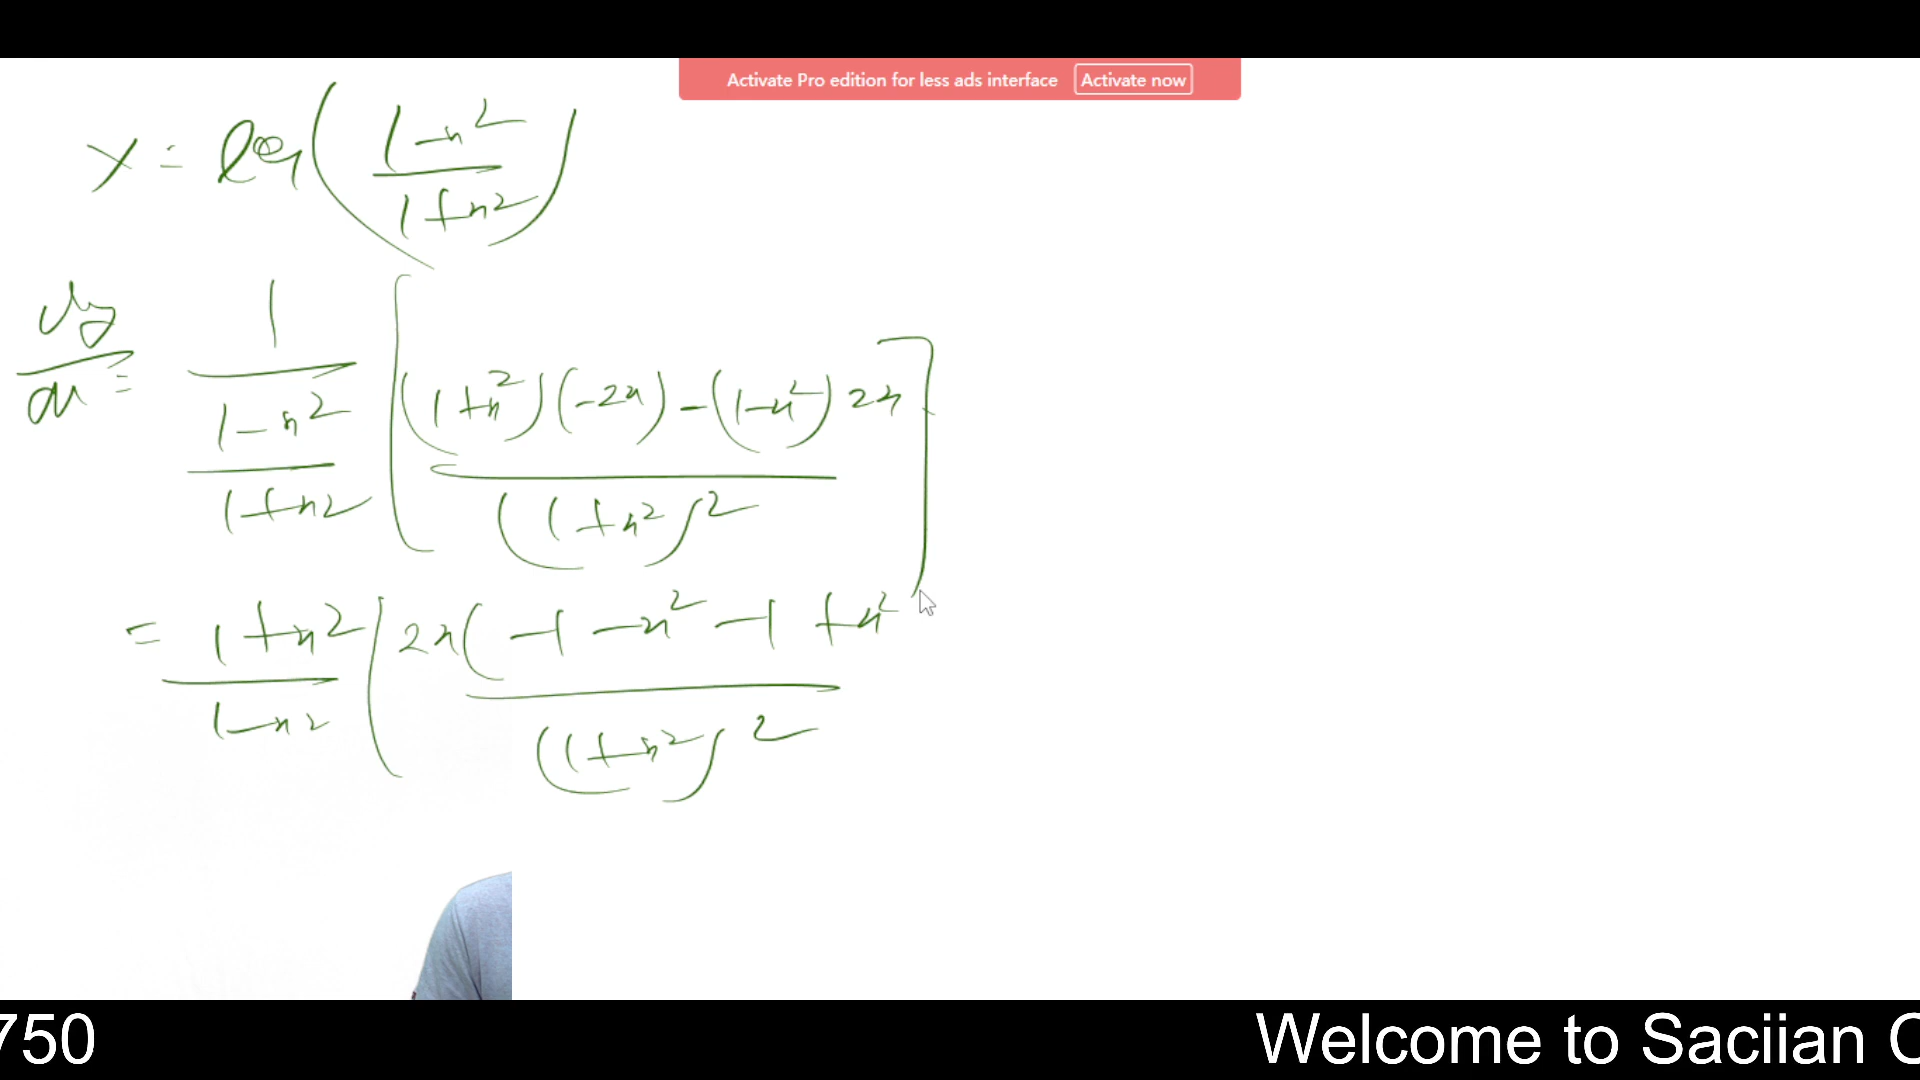 Activate Pro edition for less ads interface Activate now
y = log((1-x²)/(1+x²))
dy/dx = 1/((1-x²)/(1+x²)) [((1+x²)(-2x)-(1-x²)2x)/((1+x²)²]
= (1+x²)/(1-x²) (2x(-1-x²-1+x²/((1+x²)²
750 Welcome to Saciian C